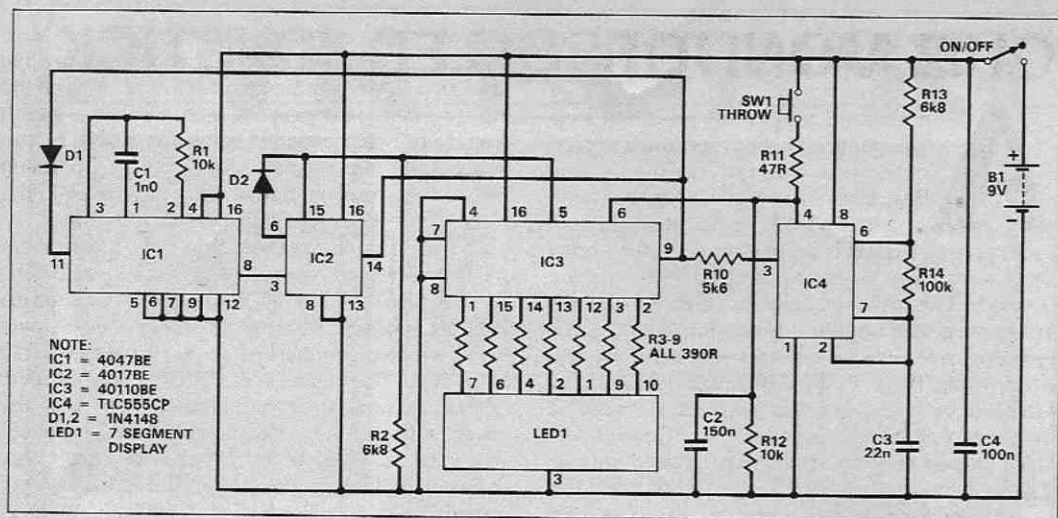 ON/OFF
R13
6k8
SW1
THROW
D1
C1
1n0
R1
10k
D2
R11
47R
B1
9V
+
-
3 1 2 4 16
11 IC1 8
5 6 7 9 12
6 15 16
IC2 14
3 8 13
4 16 5 6
7 8 IC3 9
1 15 14 13 12 3 2
R10
5k6
4 8
3 IC4 6
7
1 2
R14
100k
R3-9
ALL 390R
7 6 4 2 1 9 10
LED1
3
R2
6k8
C2
150n
R12
10k
C3
22n
C4
100n
NOTE:
IC1 = 4047BE
IC2 = 4017BE
IC3 = 40110BE
IC4 = TLC555CP
D1,2 = 1N4148
LED1 = 7 SEGMENT
DISPLAY